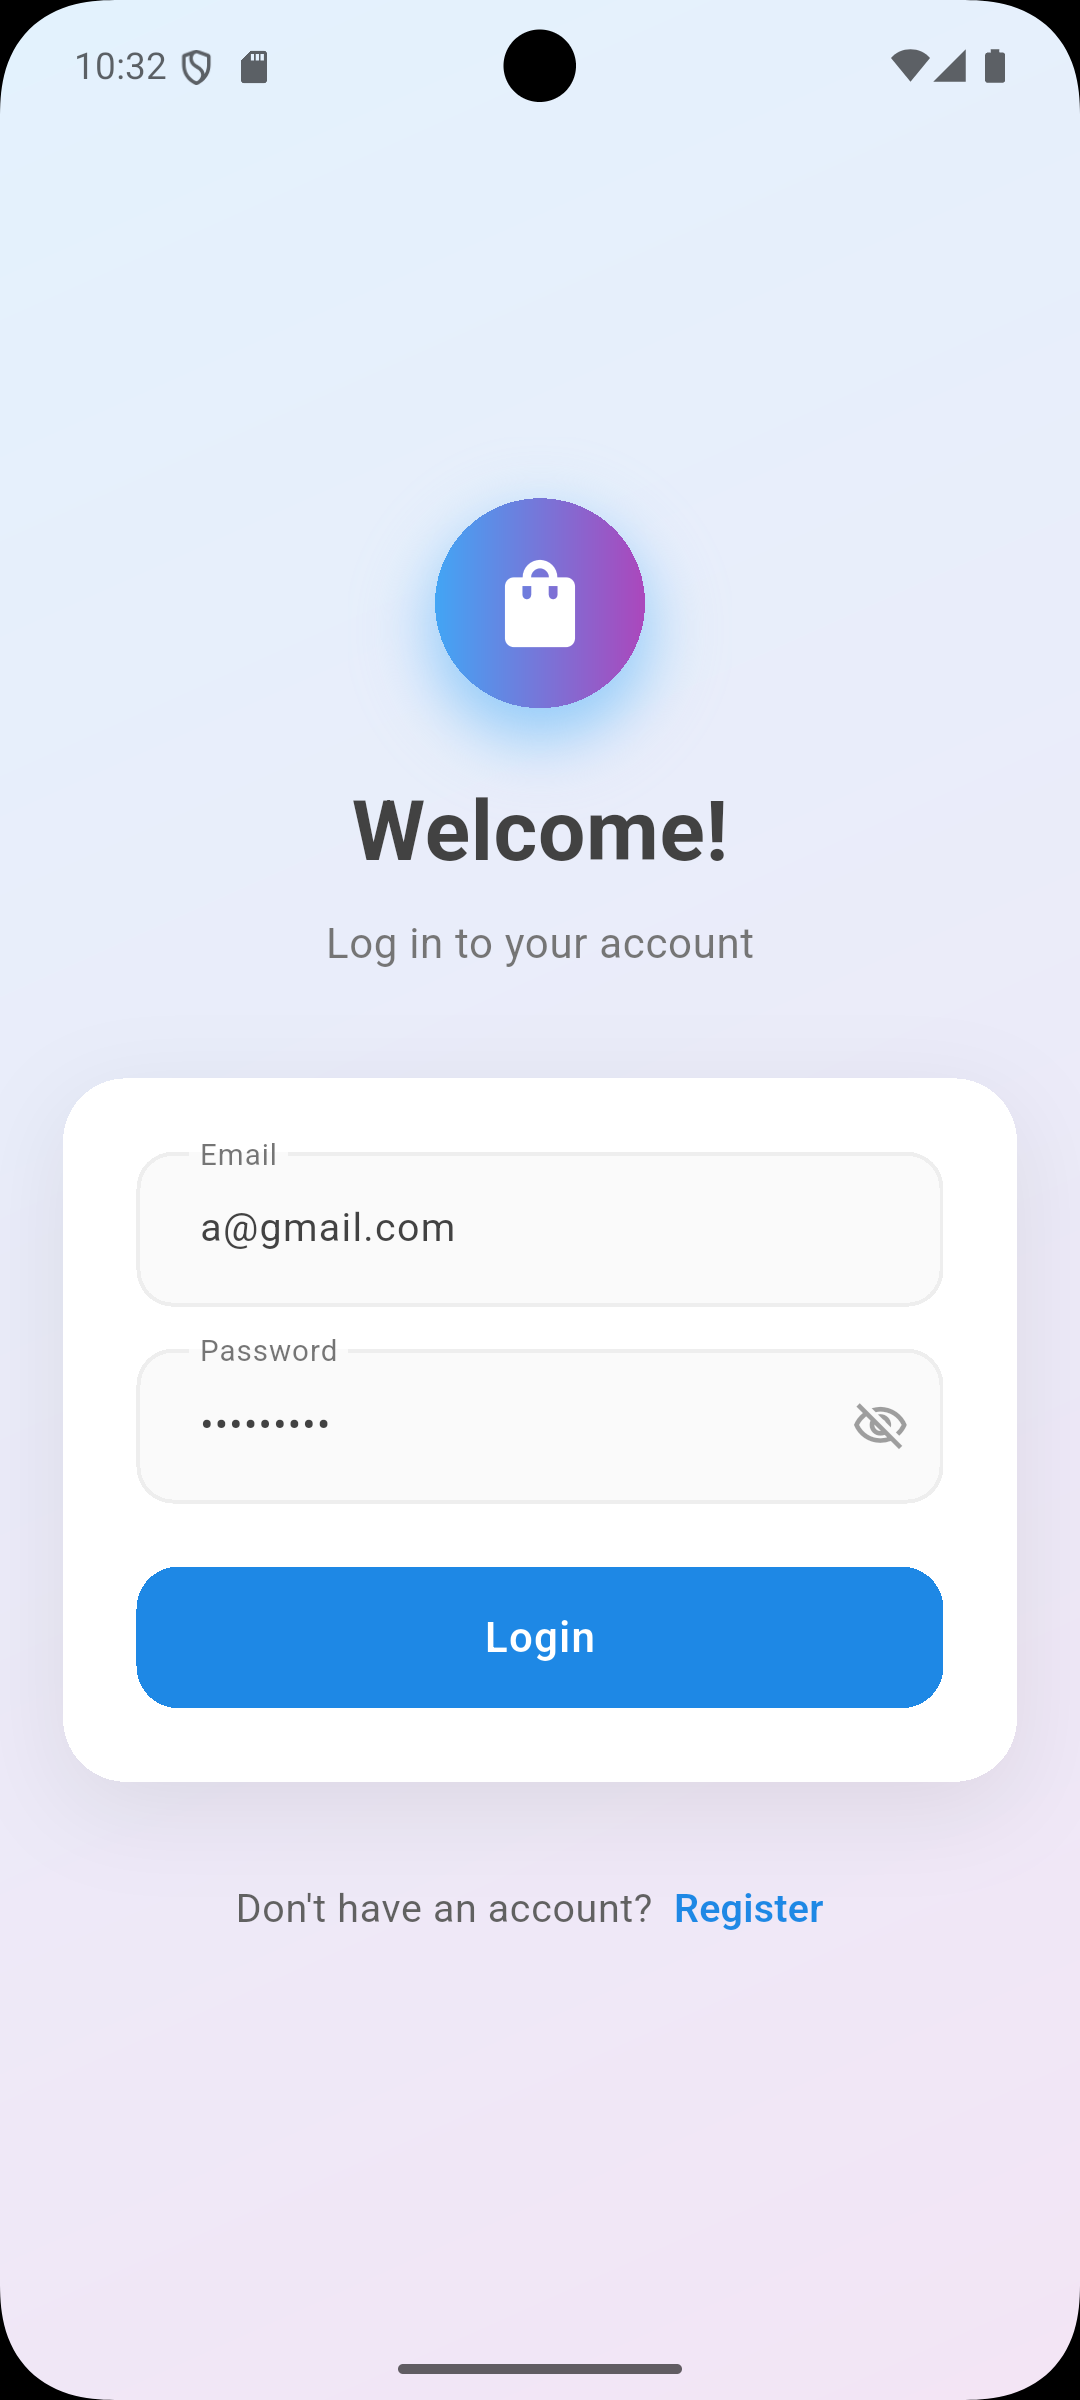 10:32
Welcome!
Log in to your account
Email
a@gmail.com
Password
•••••••••
Login
Don't have an account? Register